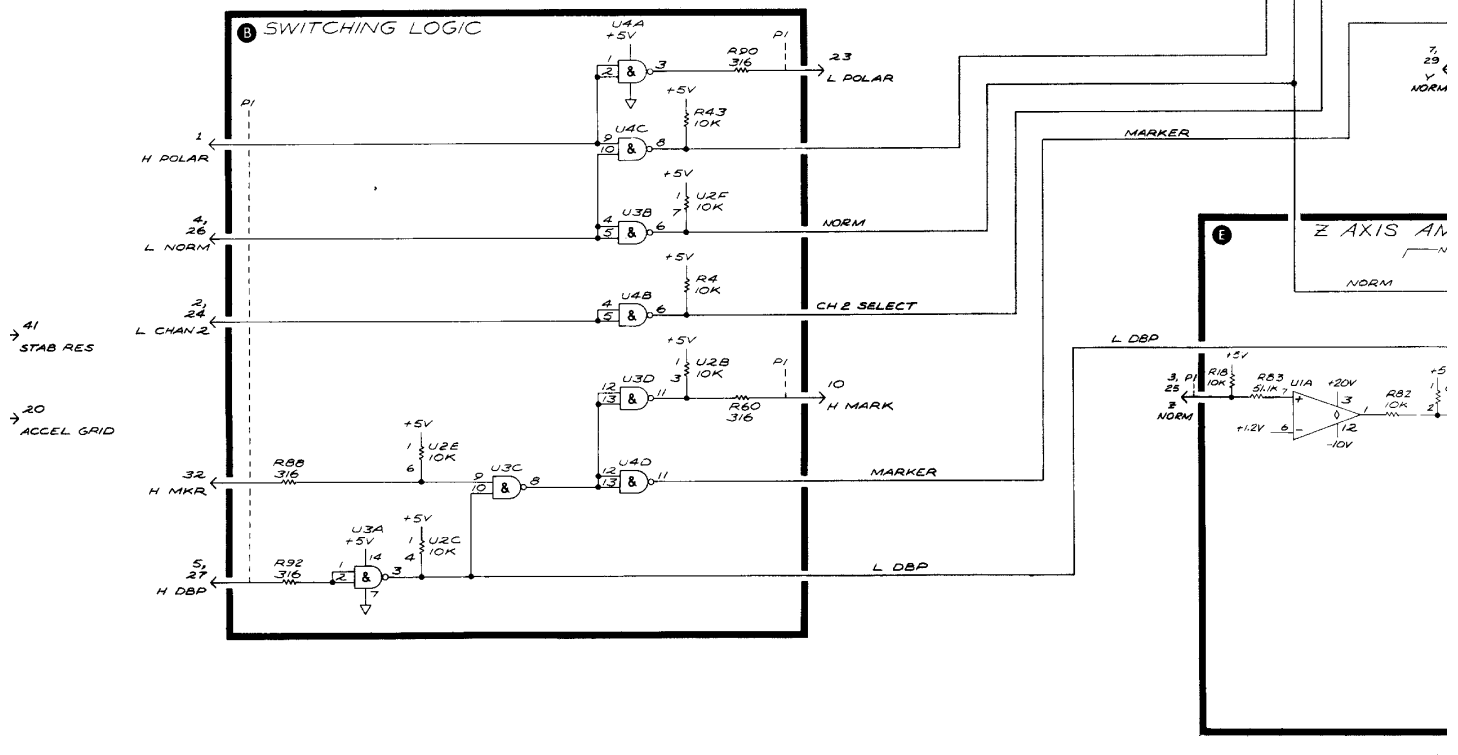 B SWITCHING LOGIC
U4A
+5V
1
2
&
3
R90
316
P1
23
L POLAR
P1
1
H POLAR
+5V
R43
10K
U4C
9
10
&
8
+5V
1
7
U2F
10K
U3B
4
5
&
6
NORM
4,
26
L NORM
+5V
R4
10K
U4B
4
5
&
6
CH 2 SELECT
2,
24
L CHAN 2
41
STAB RES
20
ACCEL GRID
+5V
1
3
U2B
10K
U3D
12
13
&
11
R60
316
P1
10
H MARK
+5V
1
6
U2E
10K
32
H MKR
R88
316
U3C
9
10
&
8
U4D
12
13
&
11
MARKER
+5V
1
4
U2C
10K
U3A
+5V
14
1
2
&
3
7
5,
27
H DBP
R92
316
L DBP
MARKER
7,
29
Y
NORM
E
Z AXIS AM
NORM
L DBP
3,
25
Z
NORM
P1
+5V
R18
10K
R83
51.1K
7
U1A
+
-
+20V
3
1
12
-10V
+1.2V
6
R82
10K
+5
1
2